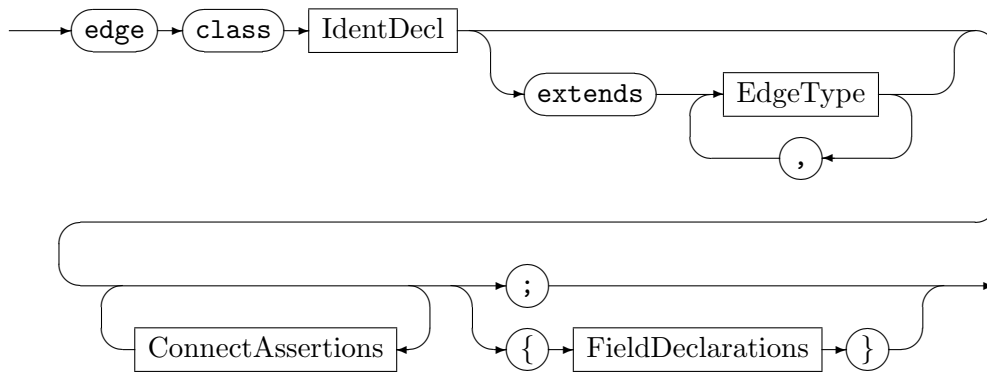 edge class IdentDecl
extends EdgeType
,
;
ConnectAssertions { FieldDeclarations }